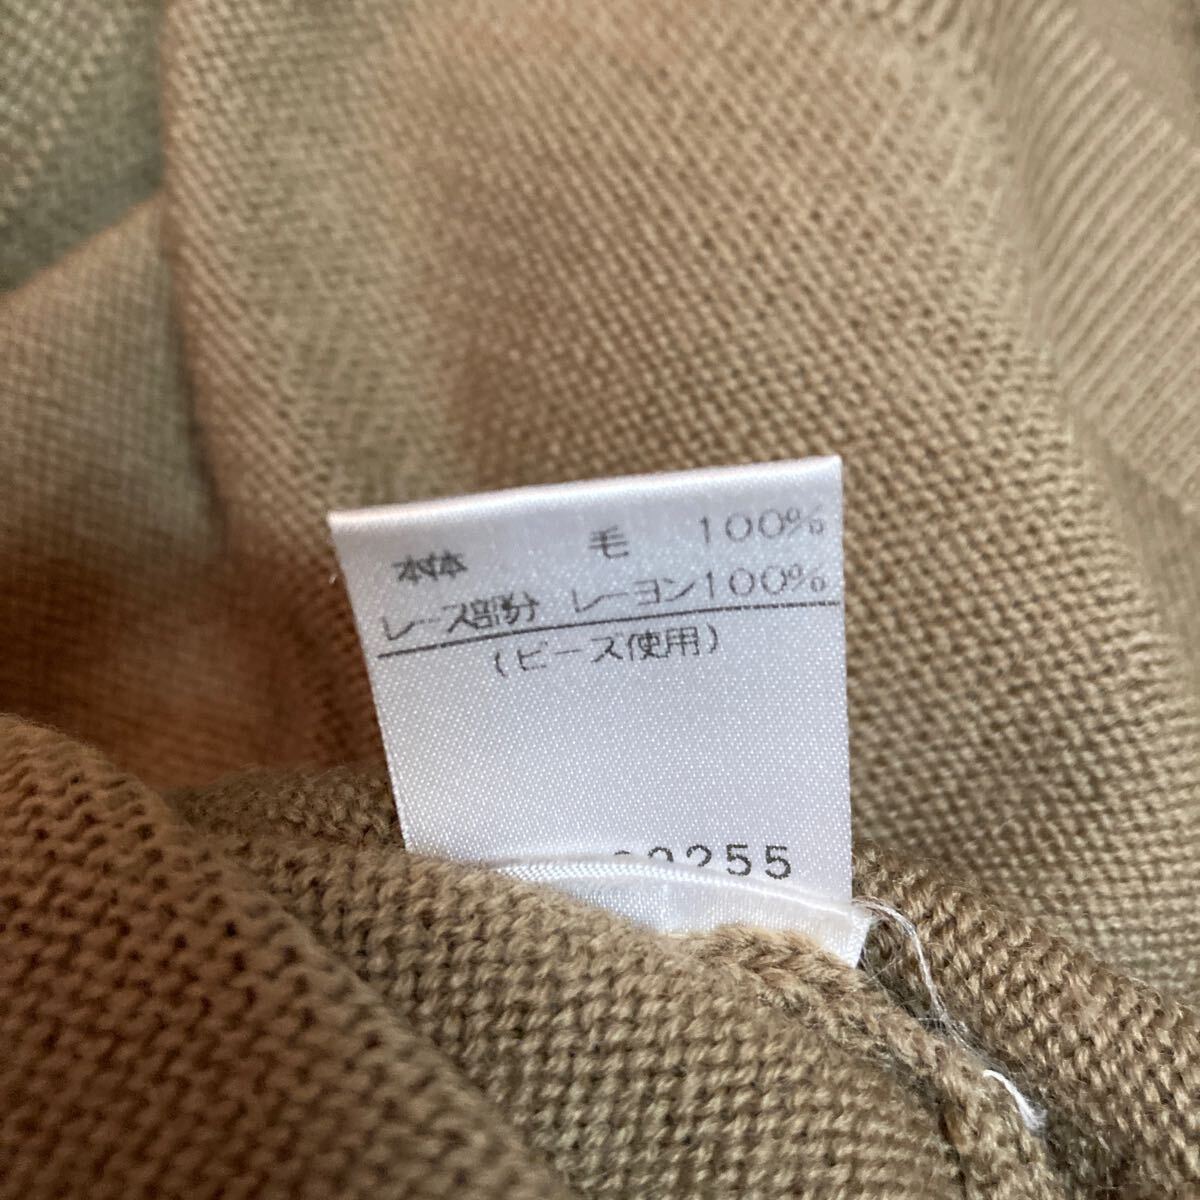 本体 毛 100%
レース部分 レーヨン100%
(ビーズ使用)
00255